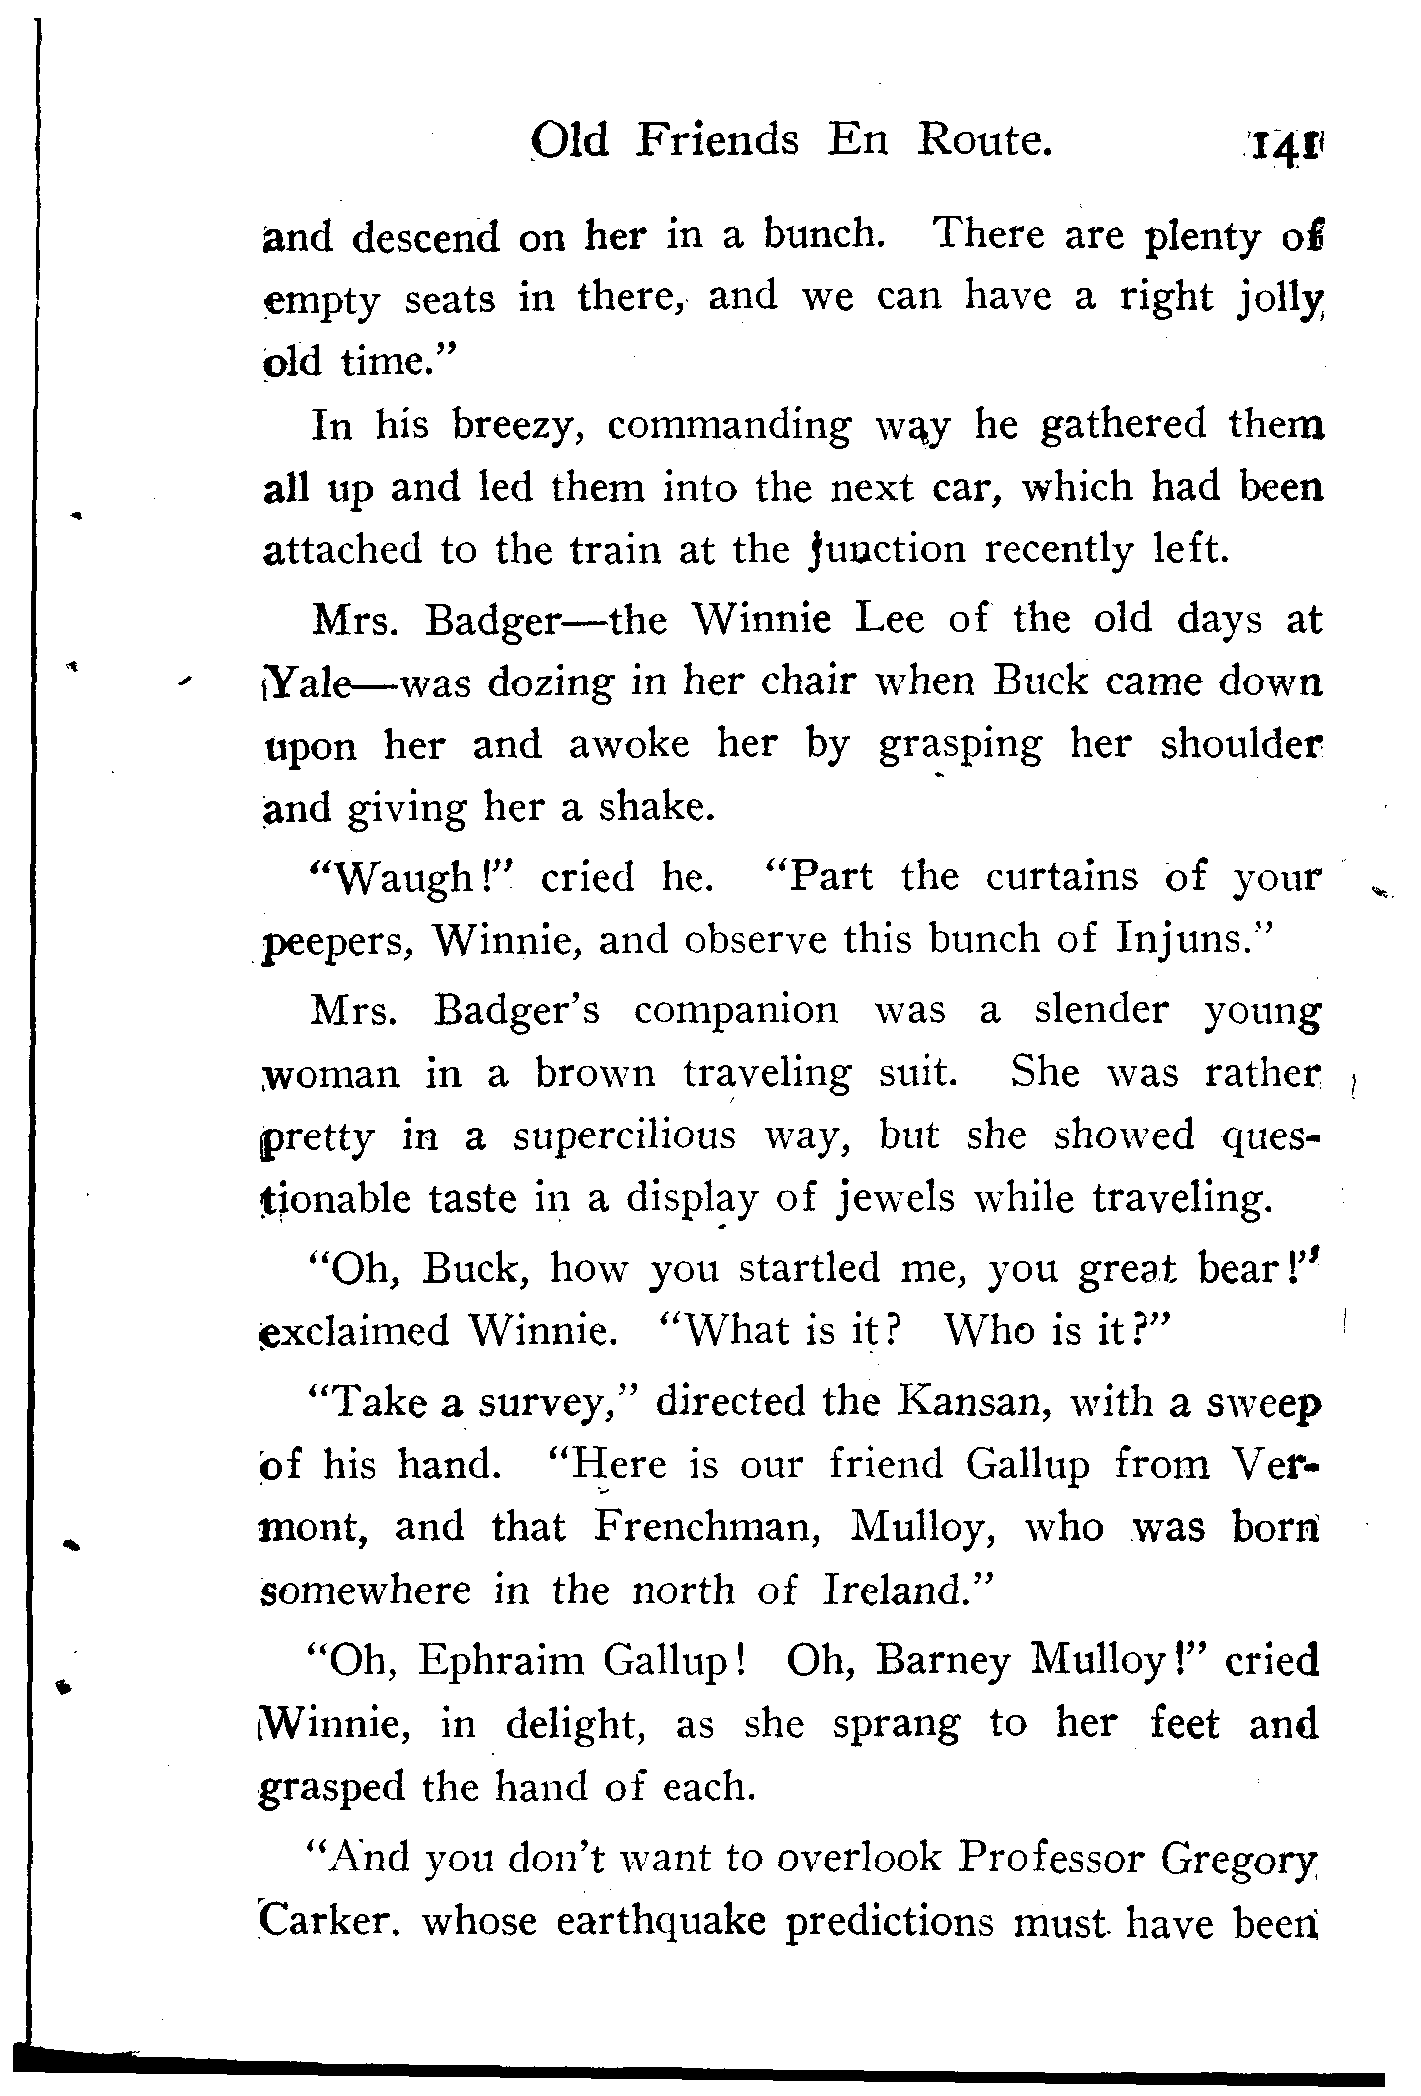 Old Friends En Route. 141
and descend on her in a bunch. There are plenty of
empty seats in there, and we can have a right jolly
old time."
In his breezy, commanding way he gathered them
all up and led them into the next car, which had been
attached to the train at the junction recently left.
Mrs. Badger—the Winnie Lee of the old days at
Yale—was dozing in her chair when Buck came down
upon her and awoke her by grasping her shoulder
and giving her a shake.
"Waugh!" cried he. "Part the curtains of your
peepers, Winnie, and observe this bunch of Injuns."
Mrs. Badger's companion was a slender young
woman in a brown traveling suit. She was rather
pretty in a supercilious way, but she showed ques-
tionable taste in a display of jewels while traveling.
"Oh, Buck, how you startled me, you great bear!"
exclaimed Winnie. "What is it? Who is it?"
"Take a survey," directed the Kansan, with a sweep
of his hand. "Here is our friend Gallup from Ver-
mont, and that Frenchman, Mulloy, who was born
somewhere in the north of Ireland."
"Oh, Ephraim Gallup! Oh, Barney Mulloy!" cried
Winnie, in delight, as she sprang to her feet and
grasped the hand of each.
"And you don't want to overlook Professor Gregory
Carker. whose earthquake predictions must have been